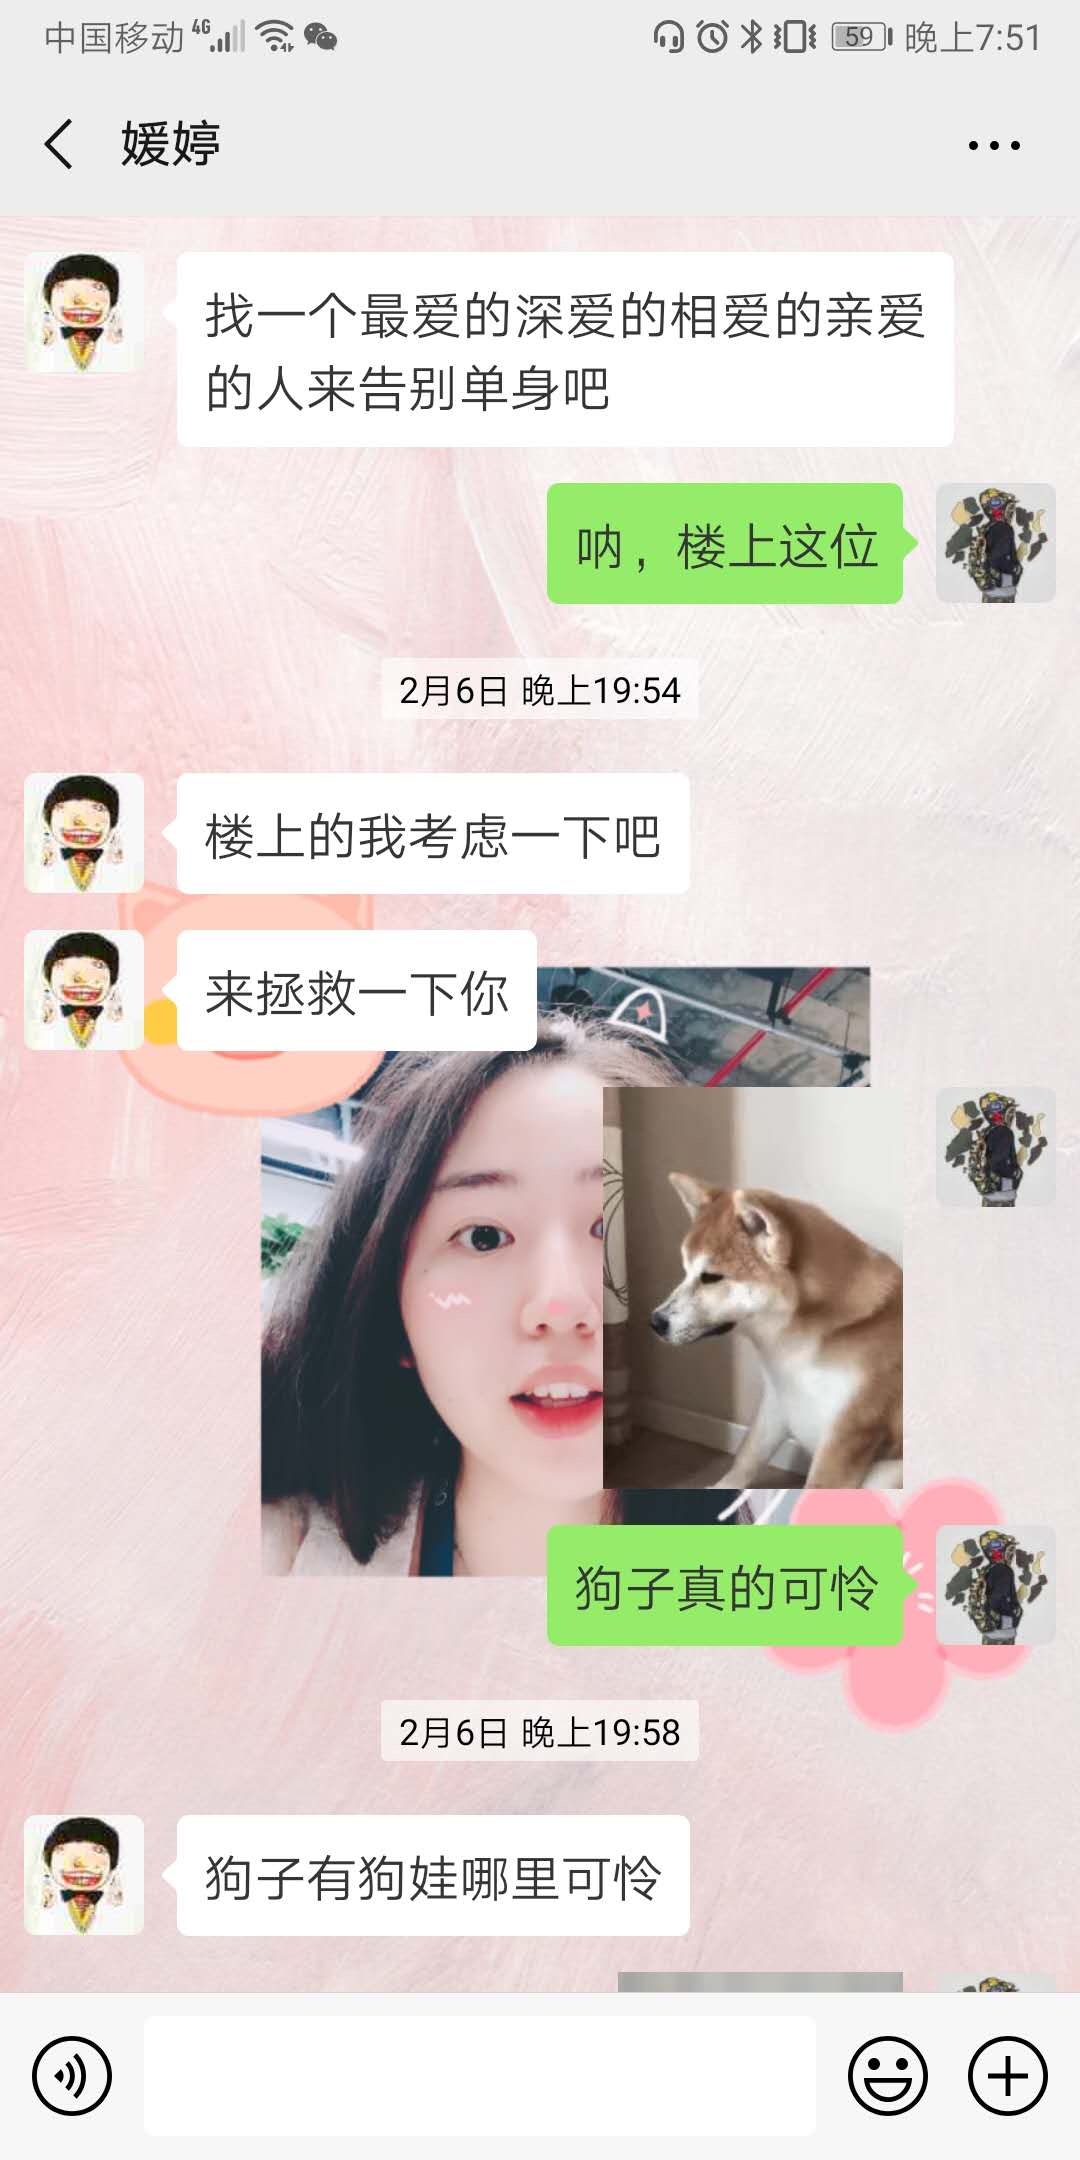 中国移动 4G 59 晚上7:51
媛婷
找一个最爱的深爱的相爱的亲爱
的人来告别单身吧
呐，楼上这位
2月6日 晚上19:54
楼上的我考虑一下吧
来拯救一下你
狗子真的可怜
2月6日 晚上19:58
狗子有狗娃哪里可怜